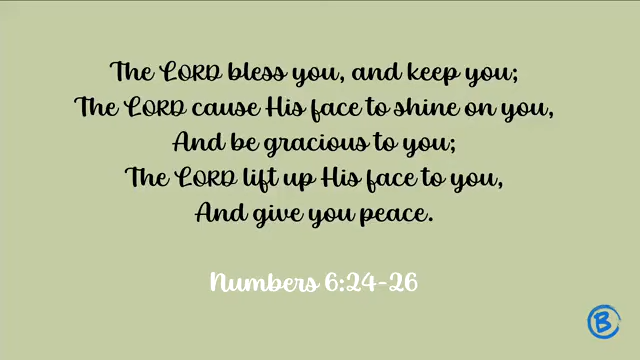 The LORD bless you, and keep you;
The LORD cause His face to shine on you,
And be gracious to you;
The LORD lift up His face to you,
And give you peace.
Numbers 6:24-26
B